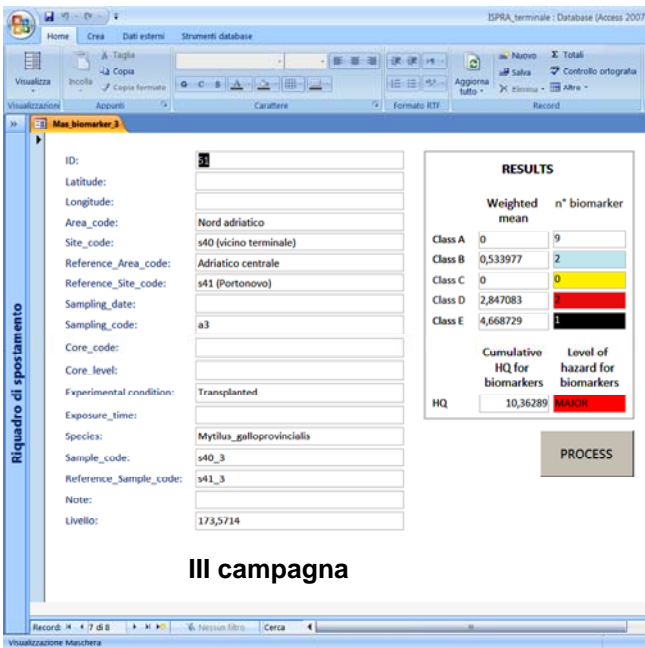 ISPRA_terminale : Database (Access 2007
Home Crea Dati esterni Strumenti database
Visualizza
Incolla
Taglia
Copia
Copia formato
G C S
Aggiorna tutto
Nuovo
Salva
Elimina
Totali
Controllo ortografia
Altro
Visualizzazioni Appunti Carattere Formato RTF Record
Mas_biomarker_3
Riquadro di spostamento
ID: 51
Latitude:
Longitude:
Area_code: Nord adriatico
Site_code: s40 (vicino terminale)
Reference_Area_code: Adriatico centrale
Reference_Site_code: s41 (Portonovo)
Sampling_date:
Sampling_code: a3
Core_code:
Core_level:
Experimental condition: Transplanted
Exposure_time:
Species: Mytilus_galloprovincialis
Sample_code: s40_3
Reference_Sample_code: s41_3
Note:
Livello: 173,5714
RESULTS
Weighted mean n° biomarker
Class A 0 9
Class B 0,533977 2
Class C 0 0
Class D 2,847083 2
Class E 4,668729 1
Cumulative HQ for biomarkers Level of hazard for biomarkers
HQ 10,36289 MAJOR
PROCESS
III campagna
Record: 7 di 8 Nessun filtro Cerca
Visualizzazione Maschera